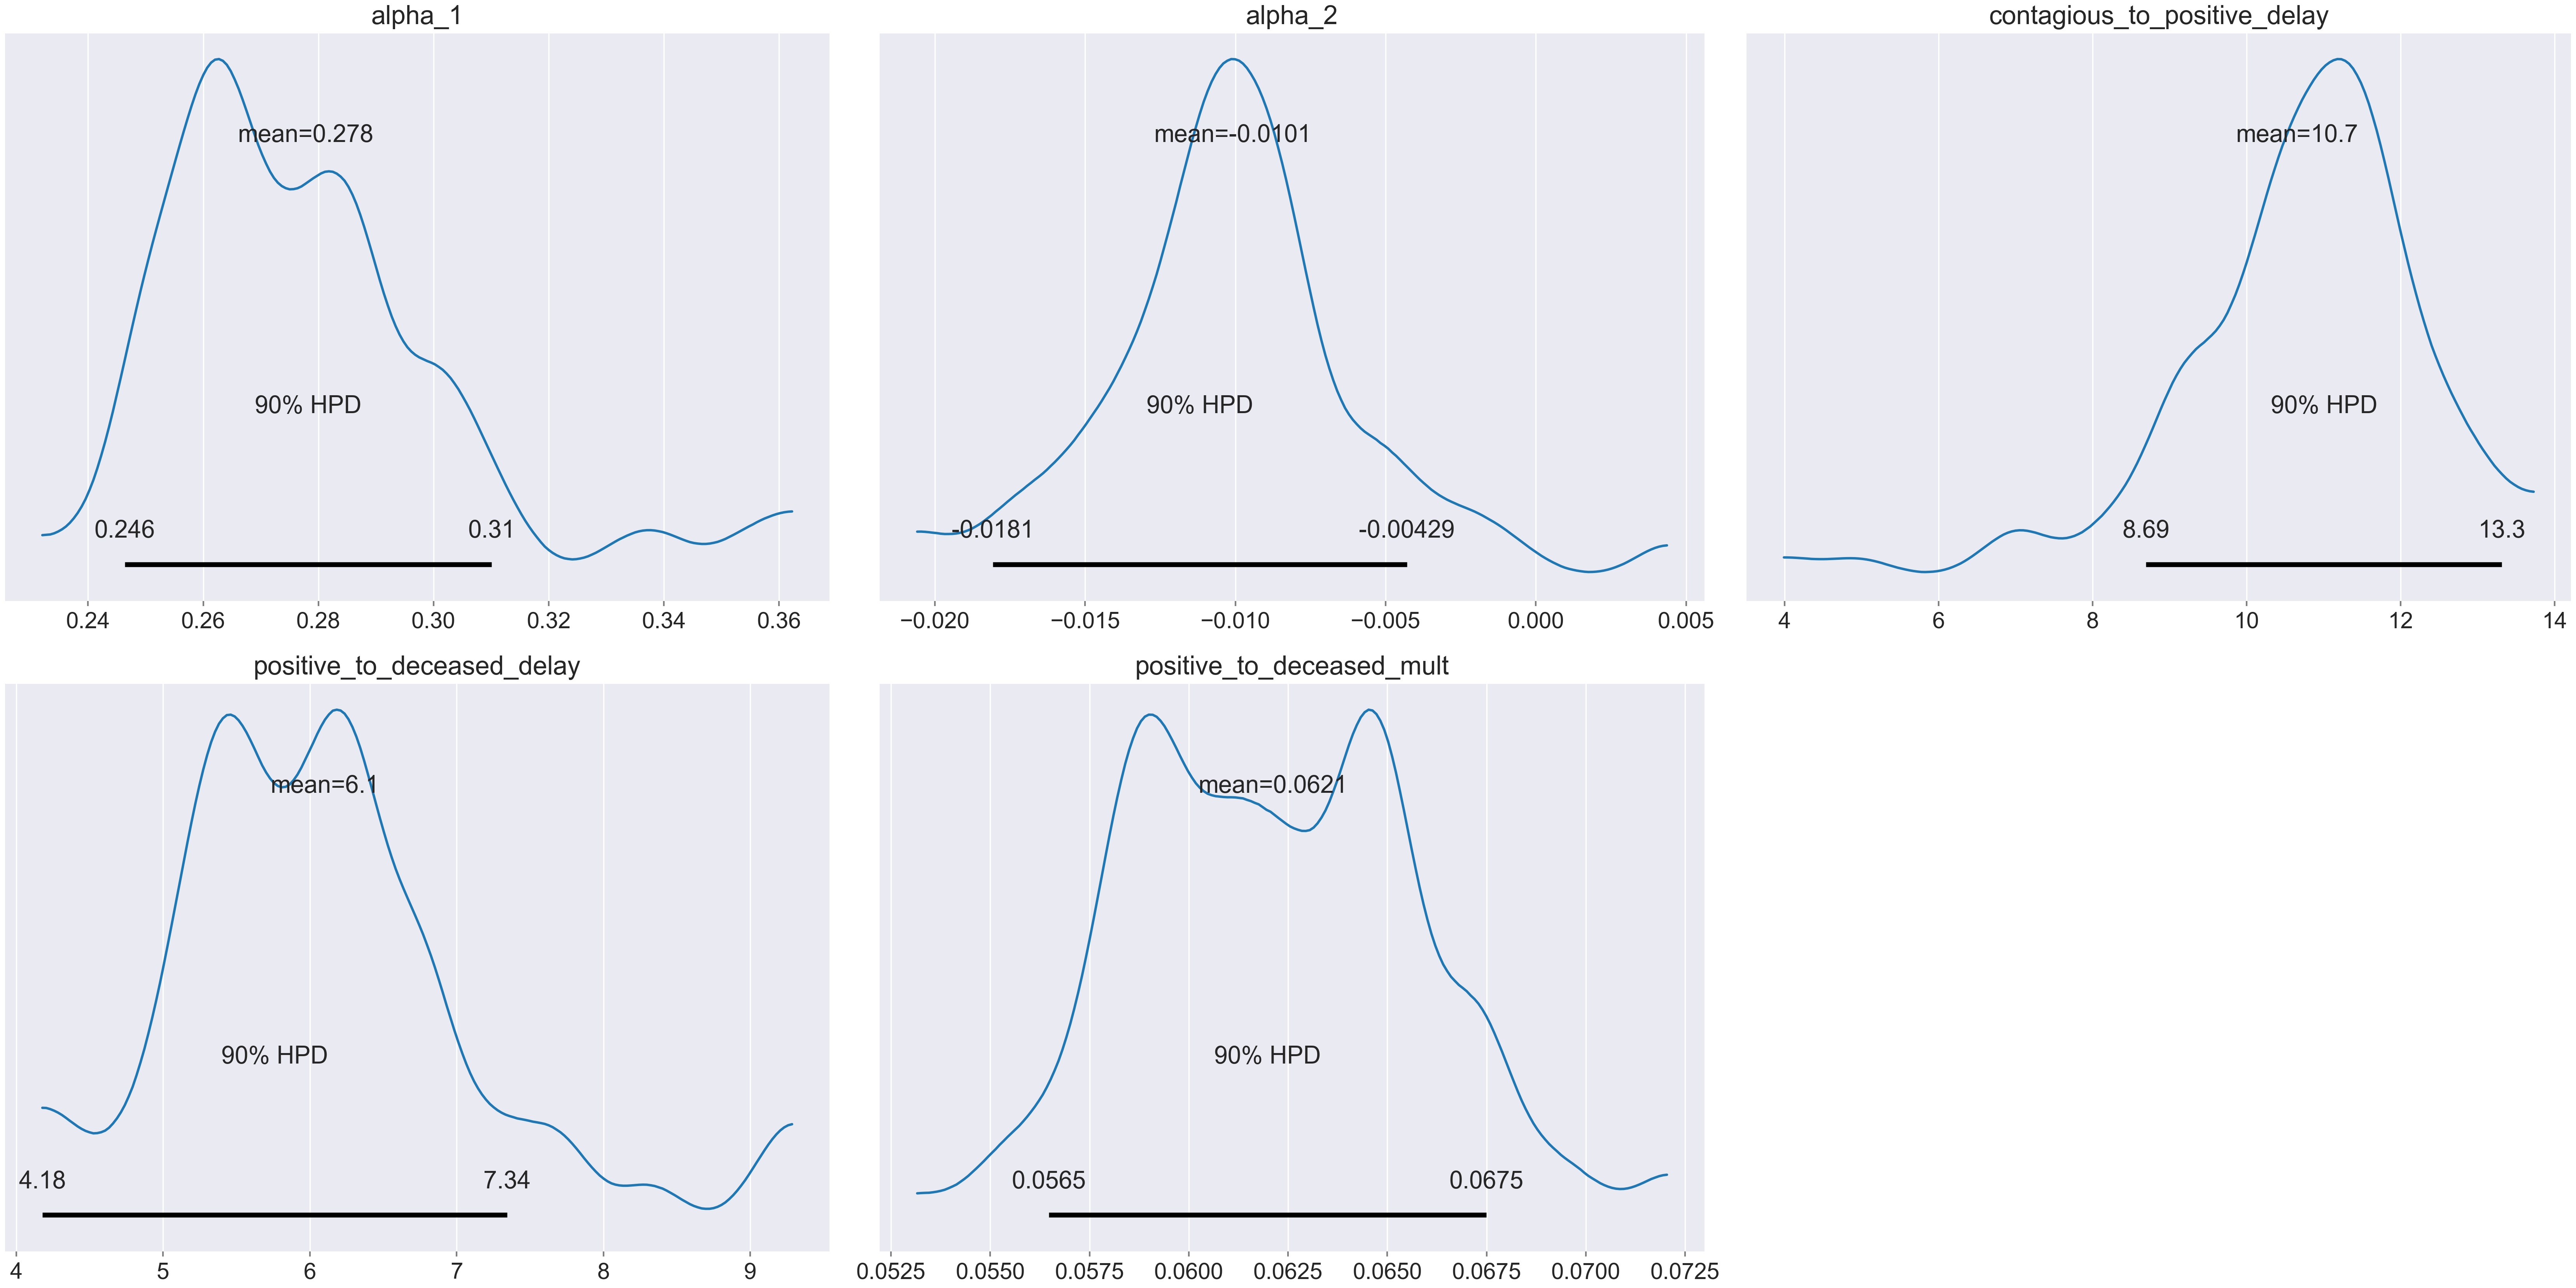 alpha_1
mean=0.278
90% HPD
0.246 0.31
0.24 0.26 0.28 0.30 0.32 0.34 0.36
alpha_2
mean=-0.0101
90% HPD
-0.0181 -0.00429
−0.020 −0.015 −0.010 −0.005 0.000 0.005
contagious_to_positive_delay
mean=10.7
90% HPD
8.69 13.3
4 6 8 10 12 14
positive_to_deceased_delay
mean=6.1
90% HPD
4.18 7.34
4 5 6 7 8 9
positive_to_deceased_mult
mean=0.0621
90% HPD
0.0565 0.0675
0.0525 0.0550 0.0575 0.0600 0.0625 0.0650 0.0675 0.0700 0.0725